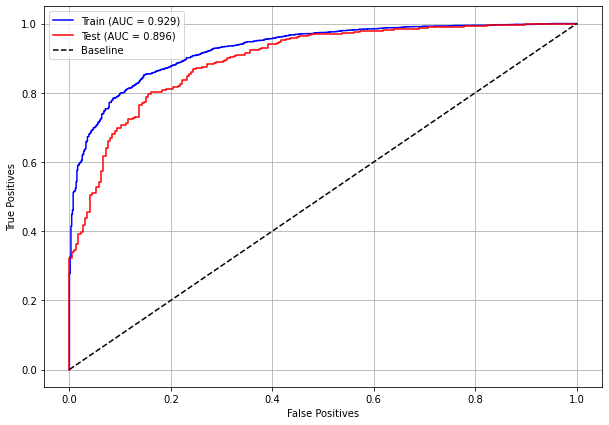 Train (AUC = 0.929)
Test (AUC = 0.896)
Baseline
True Positives
1.0
0.8
0.6
0.4
0.2
0.0
0.0 0.2 0.4 0.6 0.8 1.0
False Positives